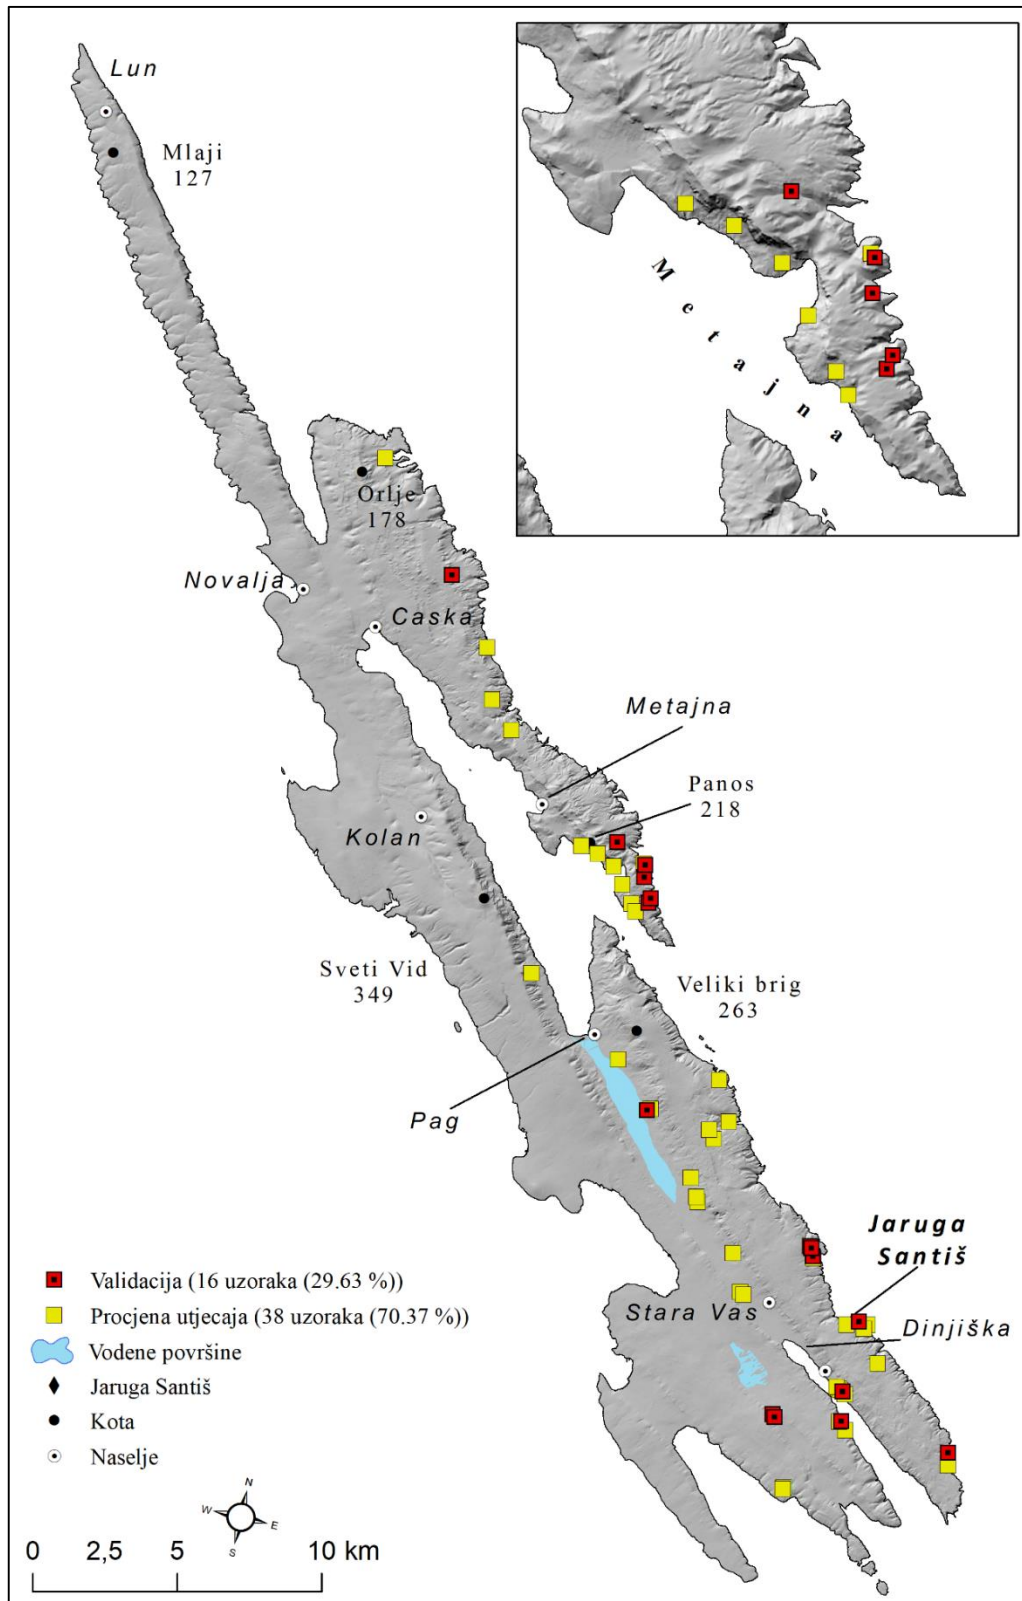 Lun
Mlaji
127
Metajna
Orlje
178
Novalja
Caska
Metajna
Panos
218
Kolan
Sveti Vid
349
Veliki brig
263
Pag
Jaruga
Santiš
Stara Vas
Dinjiška
Validacija (16 uzoraka (29.63 %))
Procjena utjecaja (38 uzoraka (70.37 %))
Vodene površine
Jaruga Santiš
Kota
Naselje
N
W
E
S
0 2,5 5 10 km